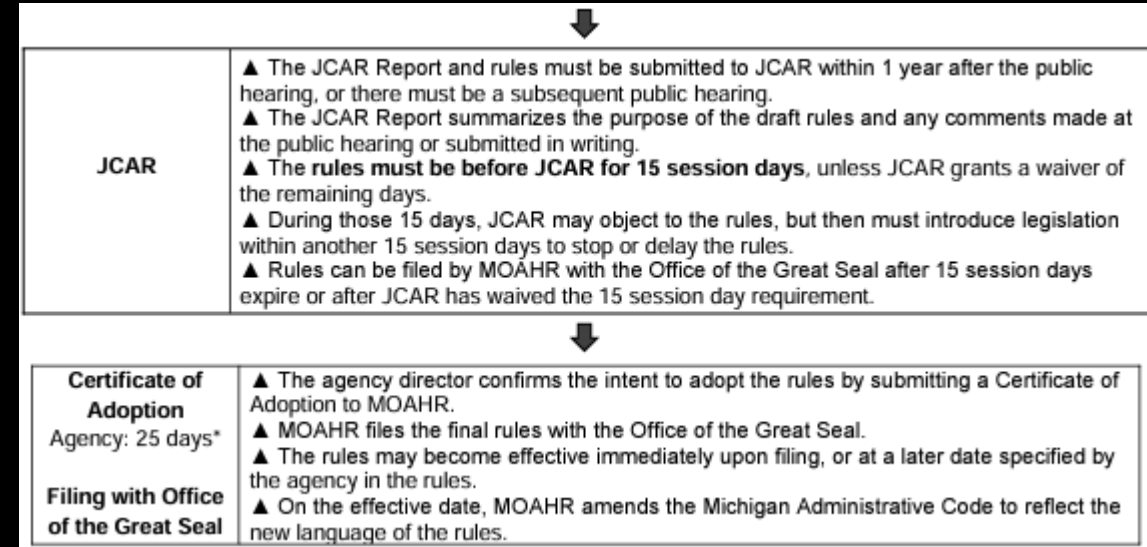 JCAR
▲ The JCAR Report and rules must be submitted to JCAR within 1 year after the public
hearing, or there must be a subsequent public hearing.
▲ The JCAR Report summarizes the purpose of the draft rules and any comments made at
the public hearing or submitted in writing.
▲ The rules must be before JCAR for 15 session days, unless JCAR grants a waiver of
the remaining days.
▲ During those 15 days, JCAR may object to the rules, but then must introduce legislation
within another 15 session days to stop or delay the rules.
▲ Rules can be filed by MOAHR with the Office of the Great Seal after 15 session days
expire or after JCAR has waived the 15 session day requirement.
Certificate of
Adoption
Agency: 25 days*
Filing with Office
of the Great Seal
▲ The agency director confirms the intent to adopt the rules by submitting a Certificate of
Adoption to MOAHR.
▲ MOAHR files the final rules with the Office of the Great Seal.
▲ The rules may become effective immediately upon filing, or at a later date specified by
the agency in the rules.
▲ On the effective date, MOAHR amends the Michigan Administrative Code to reflect the
new language of the rules.